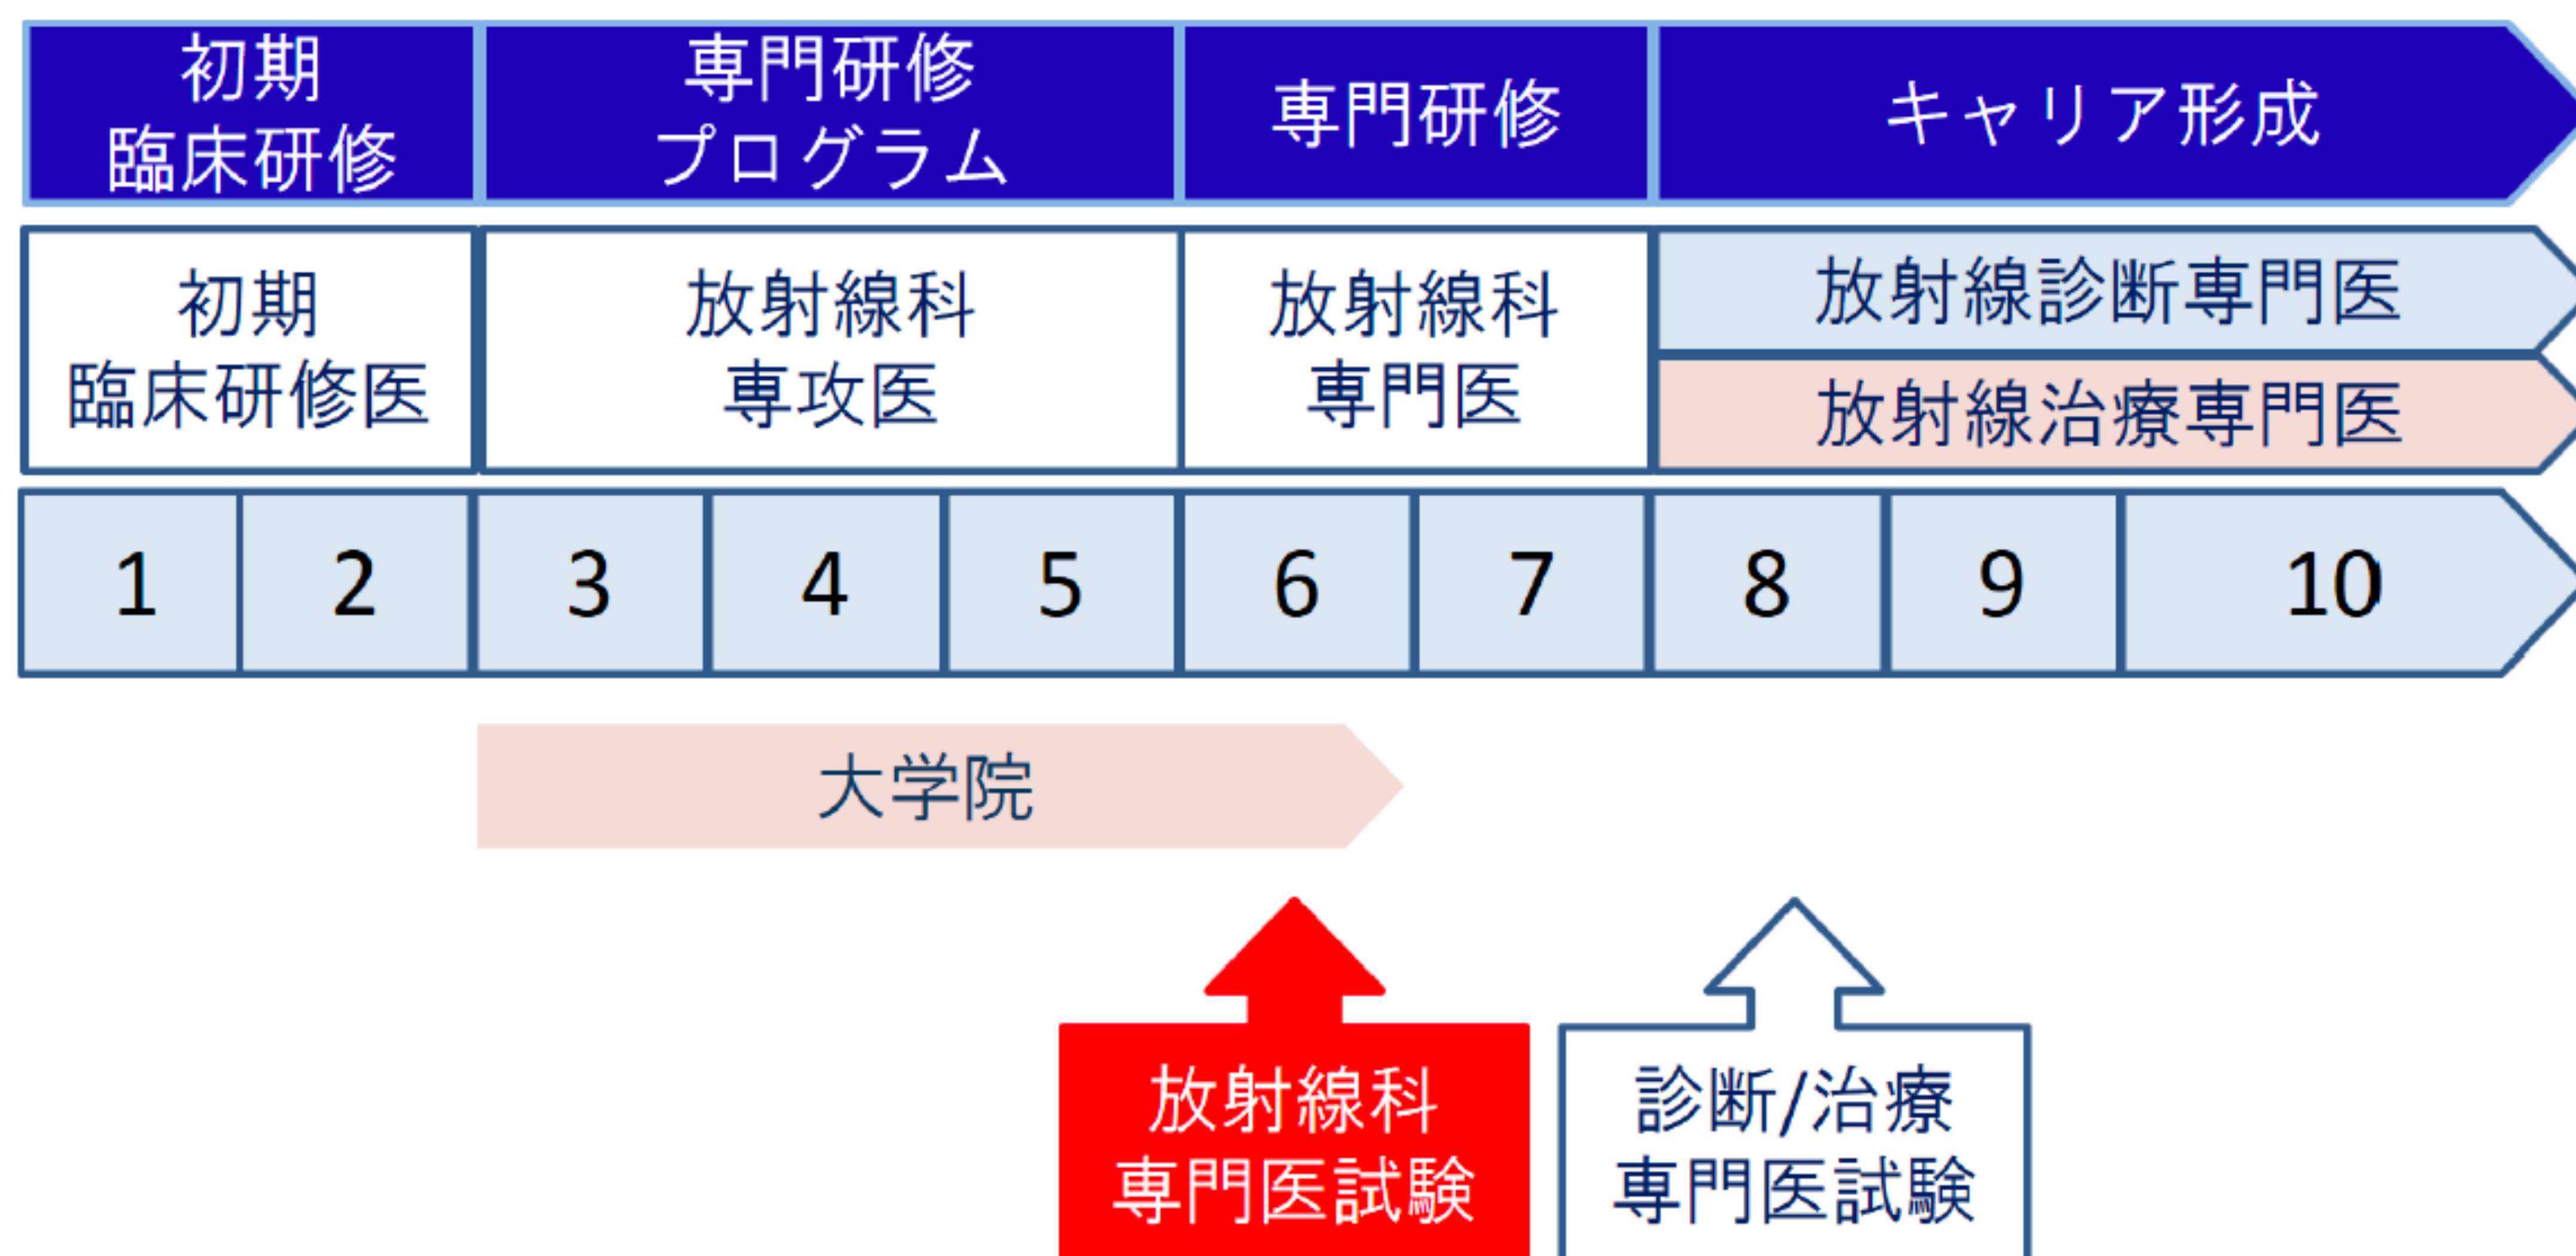 初期
臨床研修
専門研修
プログラム
専門研修
キャリア形成
初期
臨床研修医
放射線科
専攻医
放射線科
専門医
放射線診断専門医
放射線治療専門医
1 2 3 4 5 6 7 8 9 10
大学院
放射線科
専門医試験
診断/治療
専門医試験